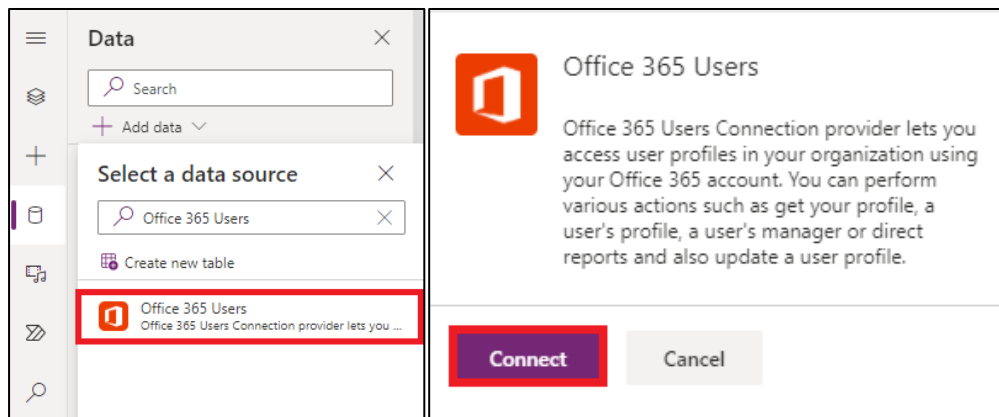 Data
Search
Add data
Select a data source
Office 365 Users
Create new table
Office 365 Users
Office 365 Users Connection provider lets you ...
Office 365 Users
Office 365 Users Connection provider lets you
access user profiles in your organization using
your Office 365 account. You can perform
various actions such as get your profile, a
user's profile, a user's manager or direct
reports and also update a user profile.
Connect
Cancel